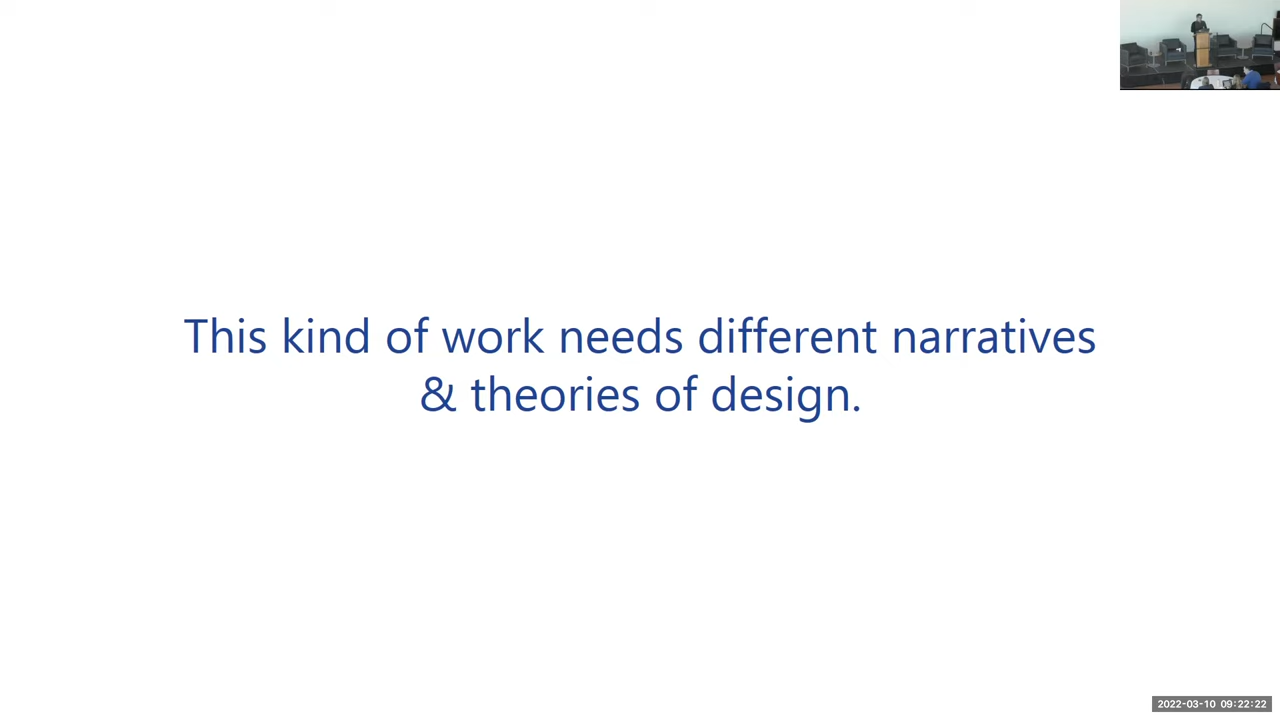 This kind of work needs different narratives
& theories of design.
2022-03-10 09:22:22